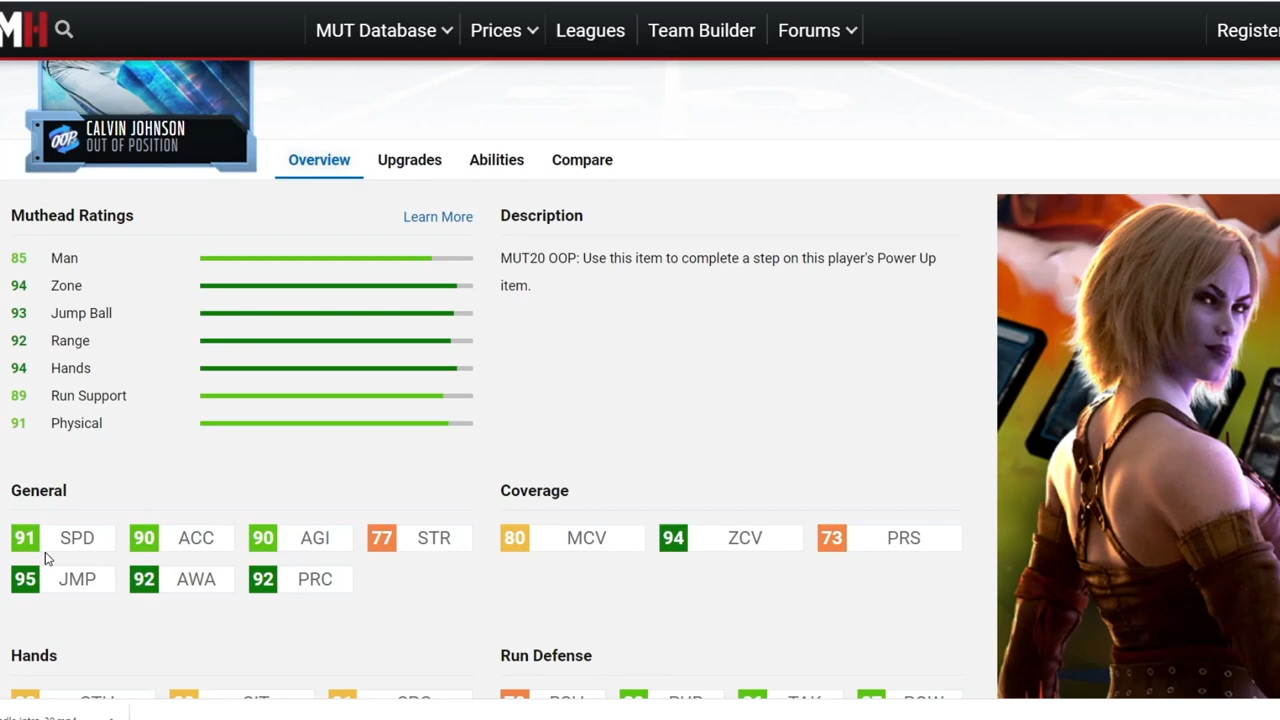 MH MUT Database Prices Leagues Team Builder Forums Register
CALVIN JOHNSON
OOP OUT OF POSITION
Overview Upgrades Abilities Compare
Muthead Ratings Learn More Description
85 Man MUT20 OOP: Use this item to complete a step on this player's Power Up
94 Zone item.
93 Jump Ball
92 Range
94 Hands
89 Run Support
91 Physical
General Coverage
91 SPD 90 ACC 90 AGI 77 STR 80 MCV 94 ZCV 73 PRS
95 JMP 92 AWA 92 PRC
Hands Run Defense